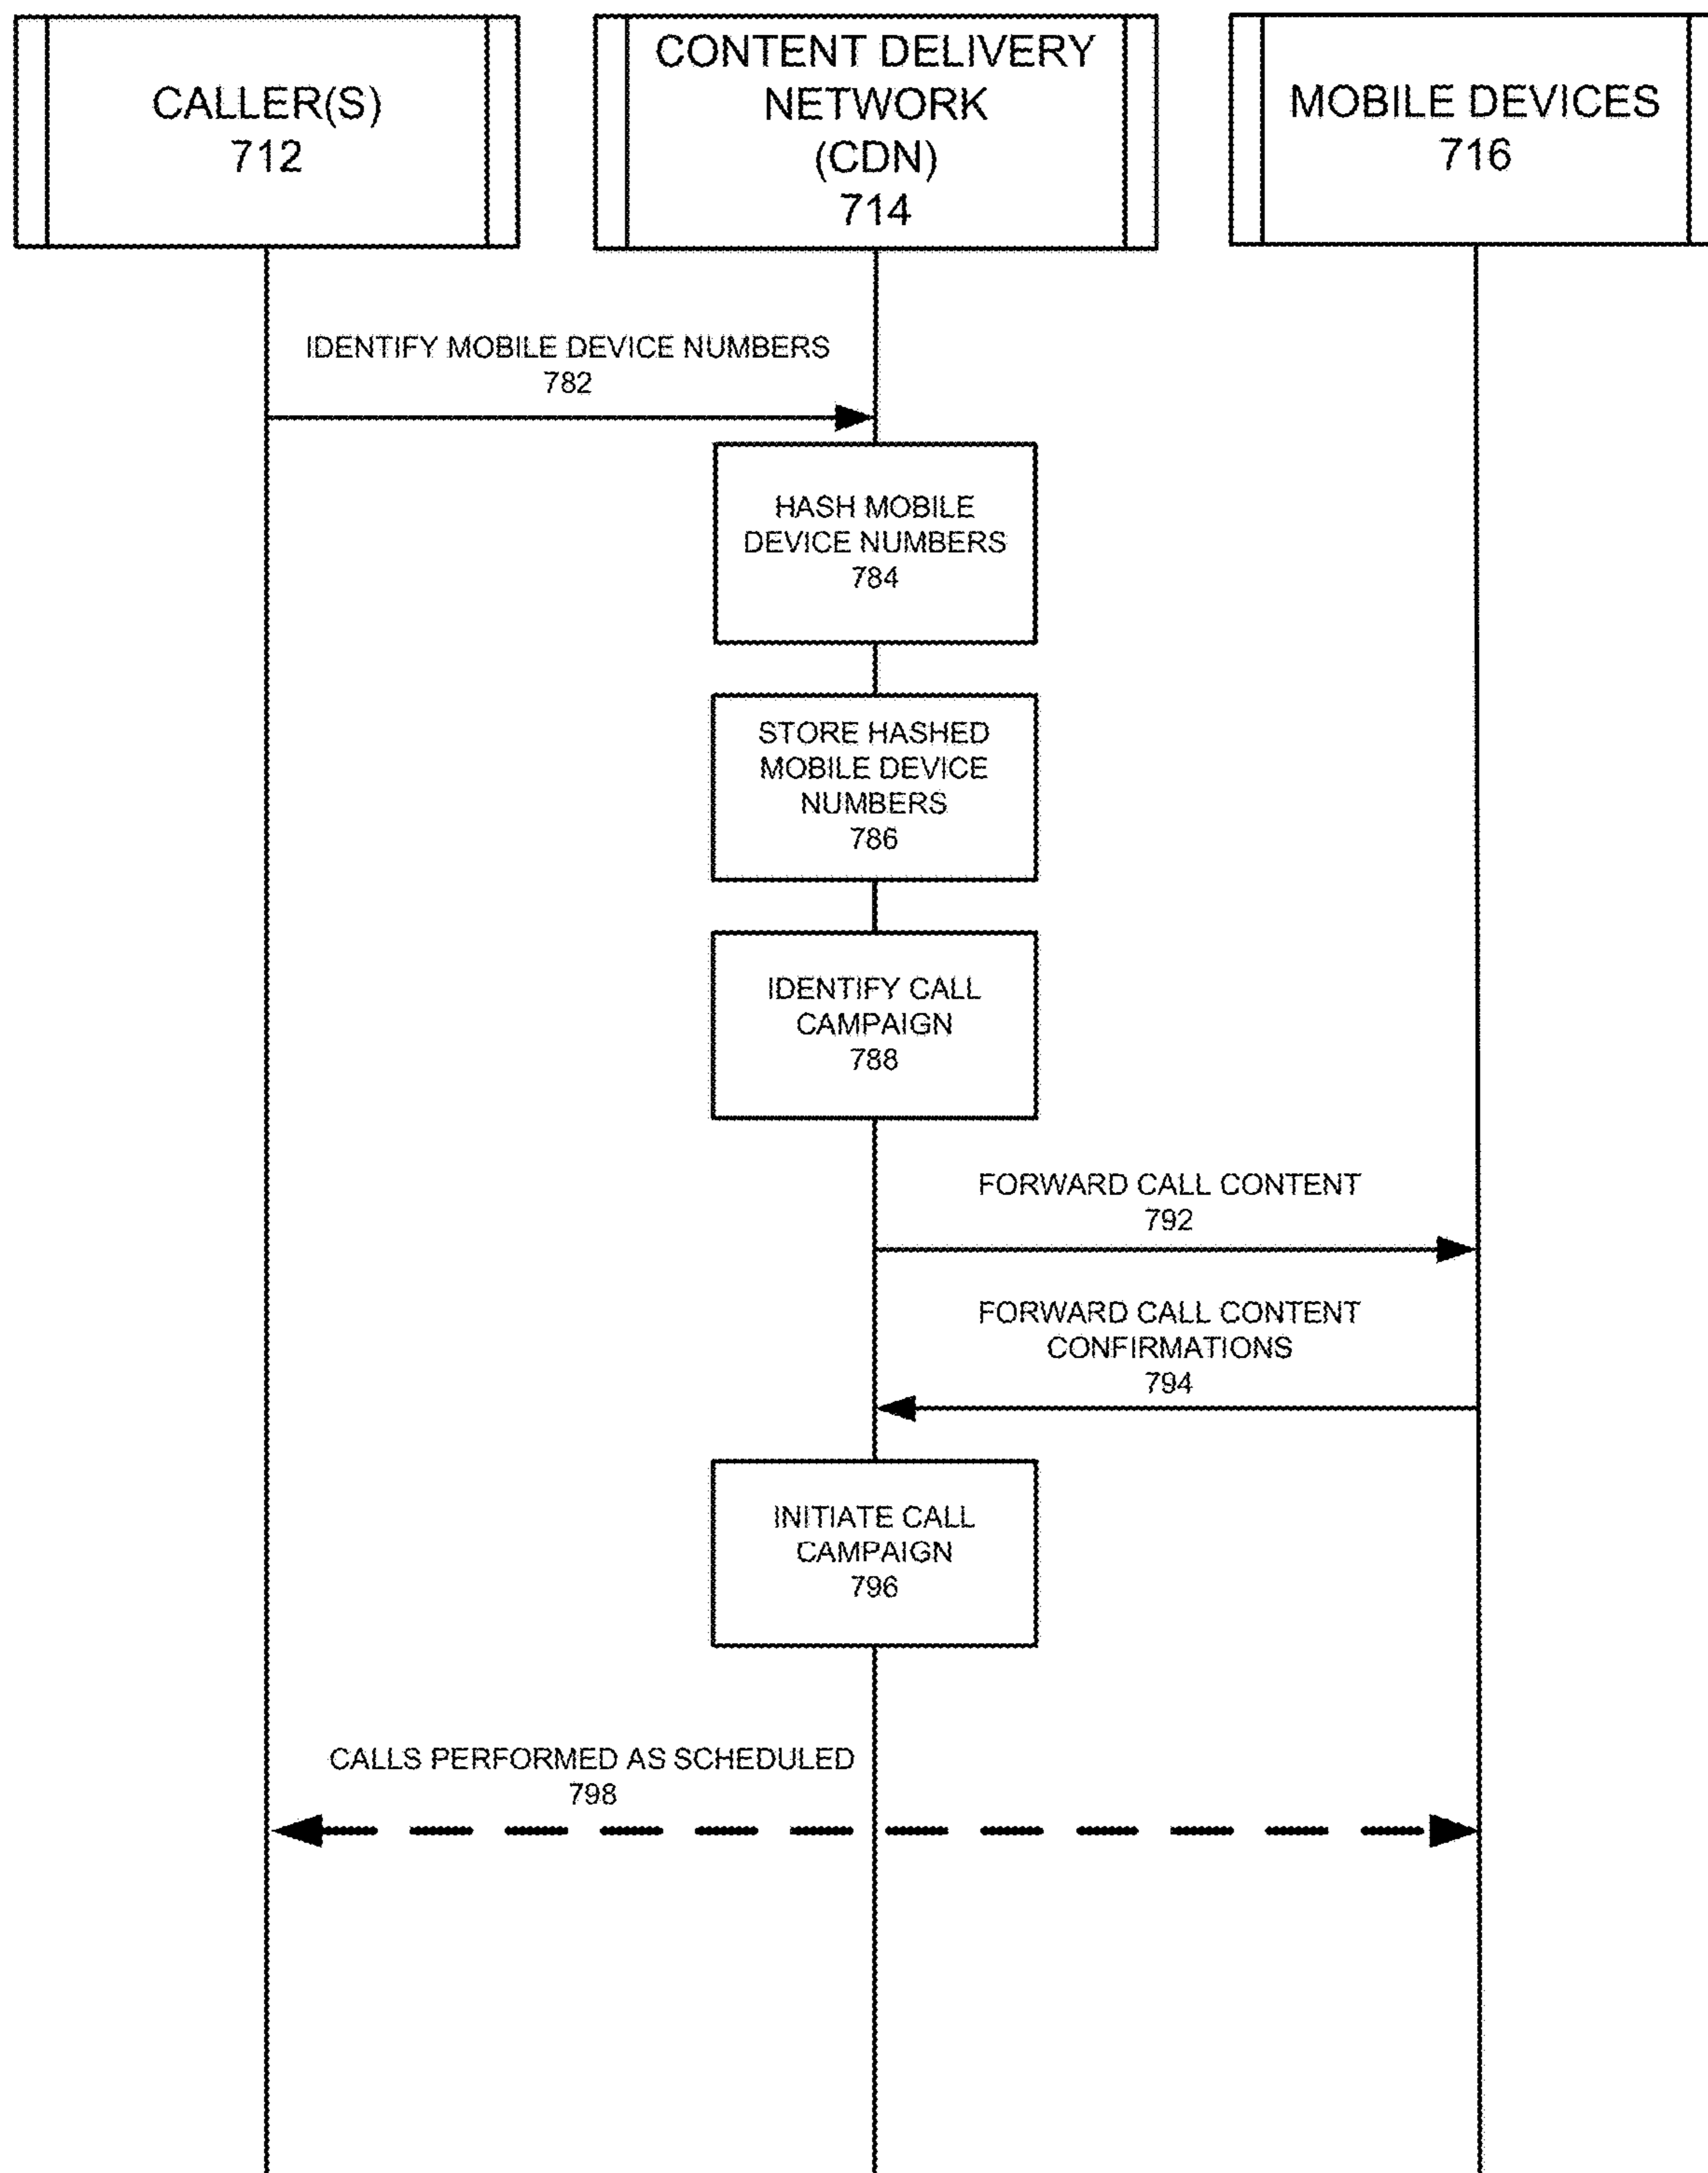 CALLER(S)
712
CONTENT DELIVERY
NETWORK
(CDN)
714
MOBILE DEVICES
716
IDENTIFY MOBILE DEVICE NUMBERS
782
HASH MOBILE
DEVICE NUMBERS
784
STORE HASHED
MOBILE DEVICE
NUMBERS
786
IDENTIFY CALL
CAMPAIGN
788
FORWARD CALL CONTENT
792
FORWARD CALL CONTENT
CONFIRMATIONS
794
INITIATE CALL
CAMPAIGN
796
CALLS PERFORMED AS SCHEDULED
798